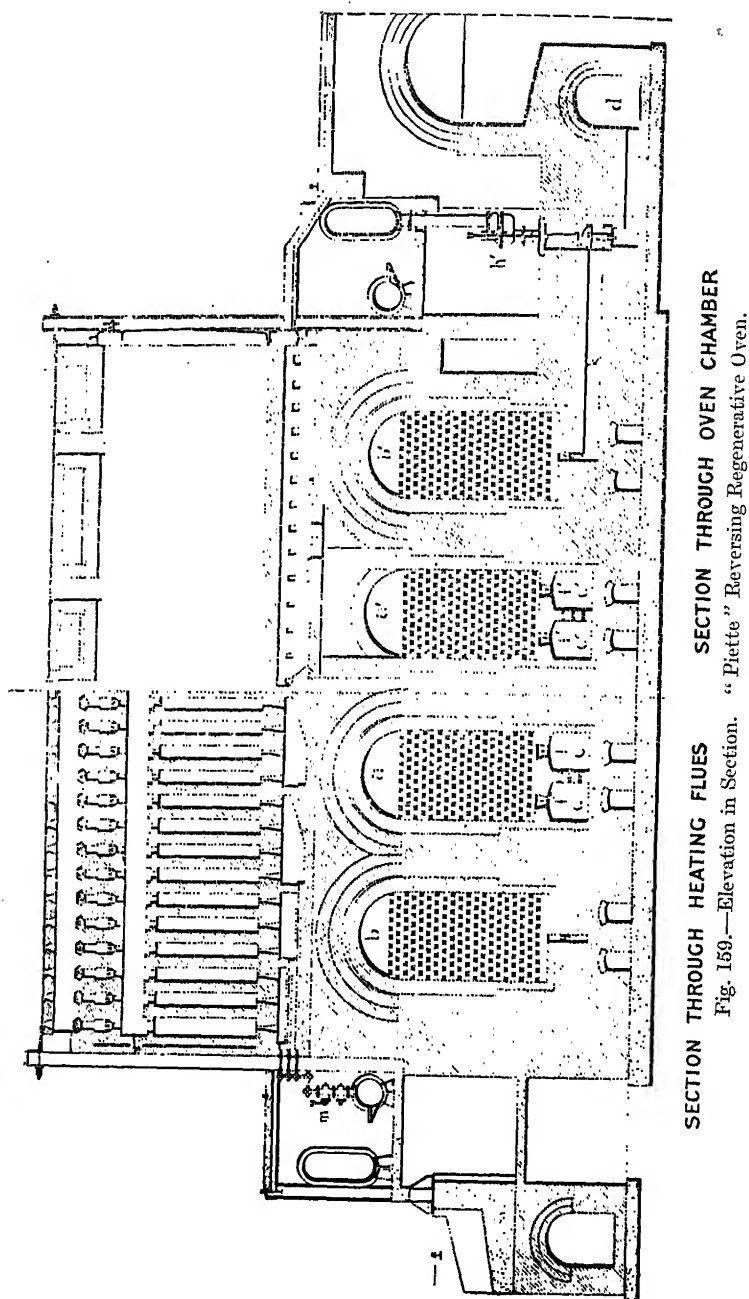 m
b
a
a'
b'
h'
d
c c
c c
SECTION THROUGH HEATING FLUES SECTION THROUGH OVEN CHAMBER
Fig. 159.—Elevation in Section. “ Piette ” Reversing Regenerative Oven.